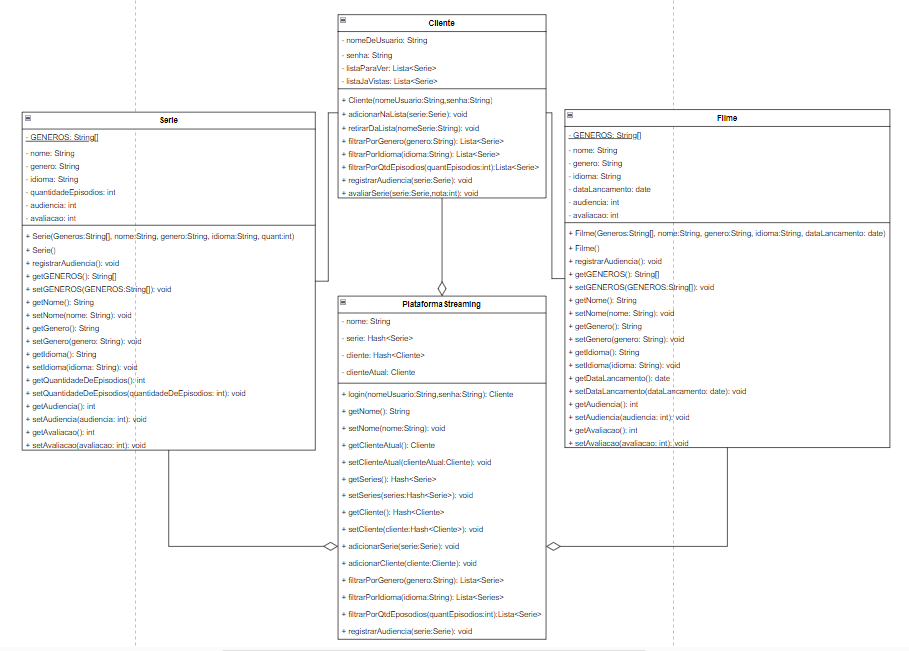 Cliente
- nomeDeUsuario: String
- senha: String
- listaParaVer: Lista<Serie>
- listaJaVistas: Lista<Serie>
+ Cliente(nomeUsuario:String,senha:String)
+ adicionarNaLista(serie:Serie): void
+ retirarDaLista(nomeSerie:String): void
+ filtrarPorGenero(genero:String): Lista<Serie>
+ filtrarPorIdioma(idioma:String): Lista<Serie>
+ filtrarPorQtdEpisodios(quantEpisodios:int):Lista<Serie>
+ registrarAudiencia(serie:Serie): void
+ avaliarSerie(serie:Serie,nota:int): void
Serie
- GENEROS: String[]
- nome: String
- genero: String
- idioma: String
- quantidadeEpisodios: int
- audiencia: int
- avaliacao: int
+ Serie(Generos:String[], nome:String, genero:String, idioma:String, quant:int)
+ Serie()
+ registrarAudiencia(): void
+ getGENEROS(): String[]
+ setGENEROS(GENEROS:String[]): void
+ getNome(): String
+ setNome(nome: String): void
+ getGenero(): String
+ setGenero(genero: String): void
+ getIdioma(): String
+ setIdioma(idioma: String): void
+ getQuantidadeDeEpisodios(): int
+ setQuantidadeDeEpisodios(quantidadeDeEpisodios: int): void
+ getAudiencia(): int
+ setAudiencia(audiencia: int): void
+ getAvaliacao(): int
+ setAvaliacao(avaliacao: int): void
Filme
- GENEROS: String[]
- nome: String
- genero: String
- idioma: String
- dataLancamento: date
- audiencia: int
- avaliacao: int
+ Filme(Generos:String[], nome:String, genero:String, idioma:String, dataLancamento: date)
+ Filme()
+ registrarAudiencia(): void
+ getGENEROS(): String[]
+ setGENEROS(GENEROS:String[]): void
+ getNome(): String
+ setNome(nome: String): void
+ getGenero(): String
+ setGenero(genero: String): void
+ getIdioma(): String
+ setIdioma(idioma: String): void
+ getDataLancamento(): date
+ setDataLancamento(dataLancamento: date): void
+ getAudiencia(): int
+ setAudiencia(audiencia: int): void
+ getAvaliacao(): int
+ setAvaliacao(avaliacao: int): void
Plataforma Streaming
- nome: String
- serie: Hash<Serie>
- cliente: Hash<Cliente>
- clienteAtual: Cliente
+ login(nomeUsuario:String,senha:String): Cliente
+ getNome(): String
+ setNome(nome:String): void
+ getClienteAtual(): Cliente
+ setClienteAtual(clienteAtual:Cliente): void
+ getSeries(): Hash<Serie>
+ setSeries(series:Hash<Serie>): void
+ getCliente(): Hash<Cliente>
+ setCliente(cliente:Hash<Cliente>): void
+ adicionarSerie(serie:Serie): void
+ adicionarCliente(cliente:Cliente): void
+ filtrarPorGenero(genero:String): Lista<Serie>
+ filtrarPorIdioma(idioma:String): Lista<Series>
+ filtrarPorQtdEposodios(quantEpisodios:int):Lista<Serie>
+ registrarAudiencia(serie:Serie): void